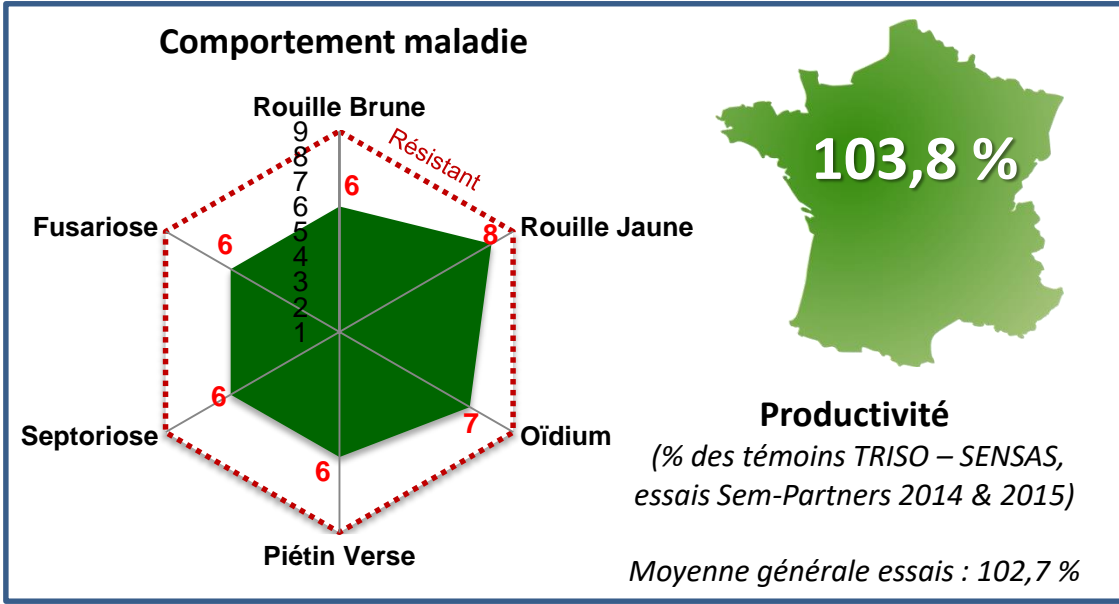 Comportement maladie
Rouille Brune
9
8
7
6
5
4
3
2
1
Résistant
6
8
7
6
6
6
Rouille Jaune
Oïdium
Piétin Verse
Septoriose
Fusariose
103,8 %
Productivité
(% des témoins TRISO – SENSAS,
essais Sem-Partners 2014 & 2015)
Moyenne générale essais : 102,7 %